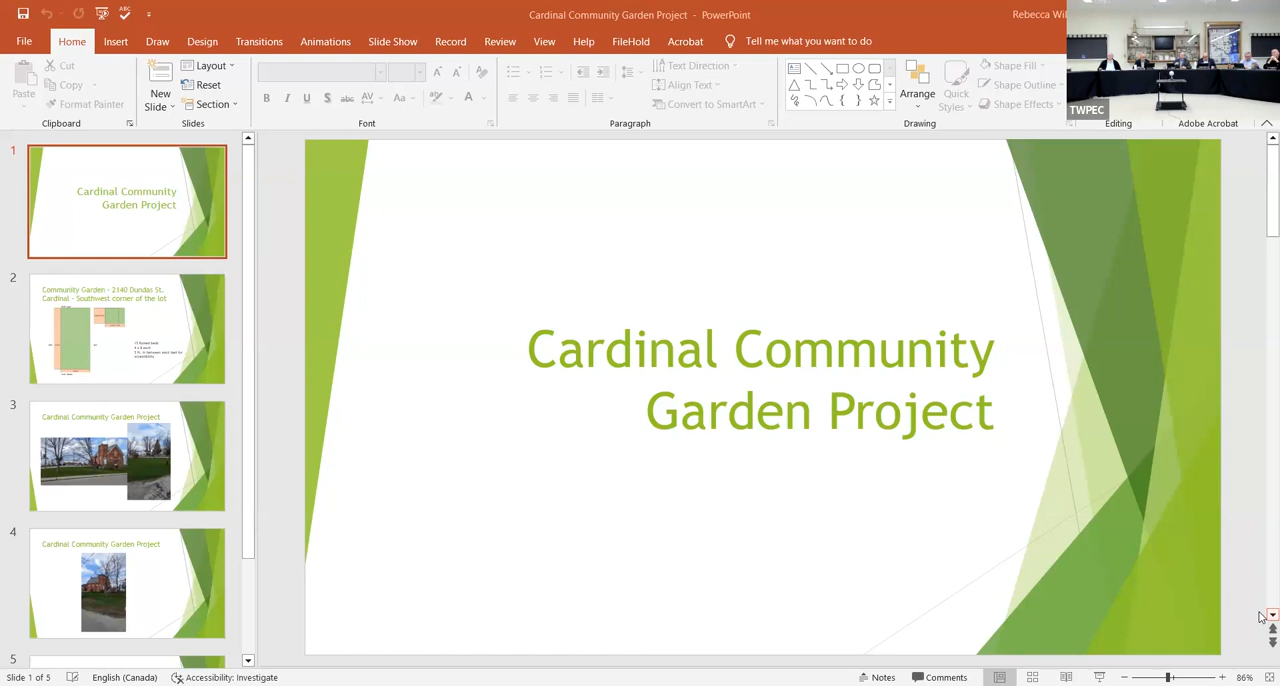 Cardinal Community Garden Project - PowerPoint
Rebecca Wil
File Home Insert Draw Design Transitions Animations Slide Show Record Review View Help FileHold Acrobat Tell me what you want to do
Paste
Cut
Copy
Format Painter
Clipboard
New Slide
Layout
Reset
Section
Slides
Font
Text Direction
Align Text
Convert to SmartArt
Paragraph
Arrange
Quick Styles
Shape Fill
Shape Outline
Shape Effects
Drawing
Editing
Adobe Acrobat
TWPEC
1
Cardinal Community
Garden Project
2
Community Garden - 2140 Dundas St.
Cardinal - Southwest corner of the lot
3
Cardinal Community Garden Project
4
Cardinal Community Garden Project
5
Cardinal Community
Garden Project
Slide 1 of 5 English (Canada) Accessibility: Investigate Notes Comments 86%